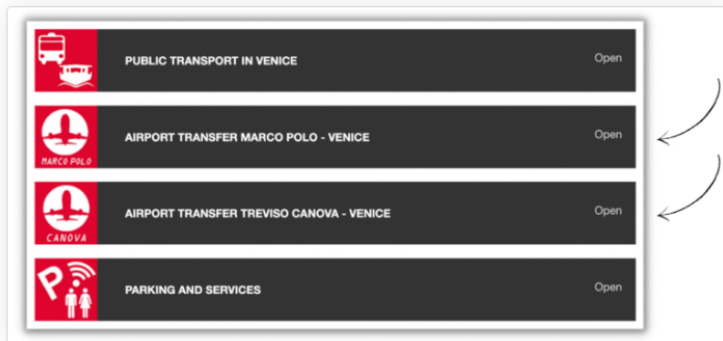 PUBLIC TRANSPORT IN VENICE
Open
MARCO POLO
AIRPORT TRANSFER MARCO POLO - VENICE
Open
CANOVA
AIRPORT TRANSFER TREVISO CANOVA - VENICE
Open
P
PARKING AND SERVICES
Open